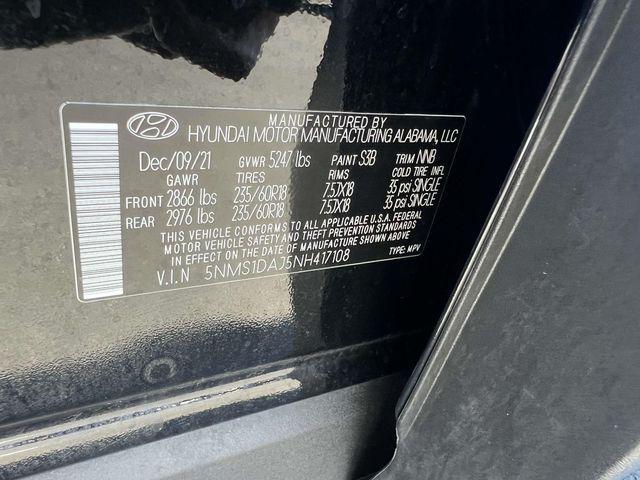 MANUFACTURED BY
HYUNDAI MOTOR MANUFACTURING ALABAMA, LLC
Dec/09/21 GVWR 5247 lbs PAINT S3B TRIM NNB
GAWR TIRES RIMS COLD TIRE INFL
FRONT 2866 lbs 235/60R18 7.5JX18 35 psi SINGLE
REAR 2976 lbs 235/60R18 7.5JX18 35 psi SINGLE
THIS VEHICLE CONFORMS TO ALL APPLICABLE U.S.A. FEDERAL
MOTOR VEHICLE SAFETY AND THEFT PREVENTION STANDARDS
IN EFFECT ON THE DATE OF MANUFACTURE SHOWN ABOVE.
V.I.N 5NMS1DAJ5NH417108 TYPE: MPV